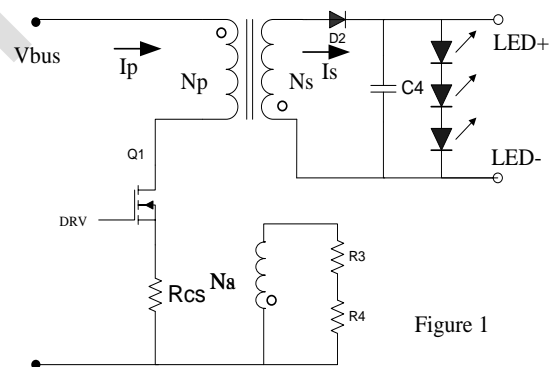 Vbus
Ip
Np
Ns
D2
Is
C4
LED+
LED-
Q1
DRV
Rcs
Na
R3
R4
Figure 1